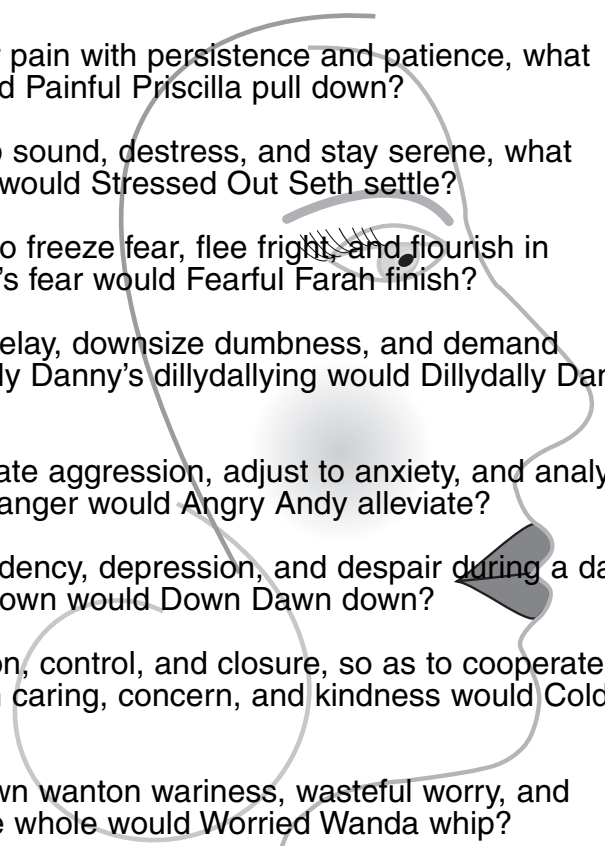 pain with persistence and patience, what
Painful Priscilla pull down?
sound, destress, and stay serene, what
would Stressed Out Seth settle?
freeze fear, flee fright, and flourish in
's fear would Fearful Farah finish?
elay, downsize dumbness, and demand
ly Danny’s dillydallying would Dillydally Dan
ate aggression, adjust to anxiety, and analy
anger would Angry Andy alleviate?
dency, depression, and despair during a da
own would Down Dawn down?
on, control, and closure, so as to cooperate
caring, concern, and kindness would Cold
wn wanton wariness, wasteful worry, and
whole would Worried Wanda whip?